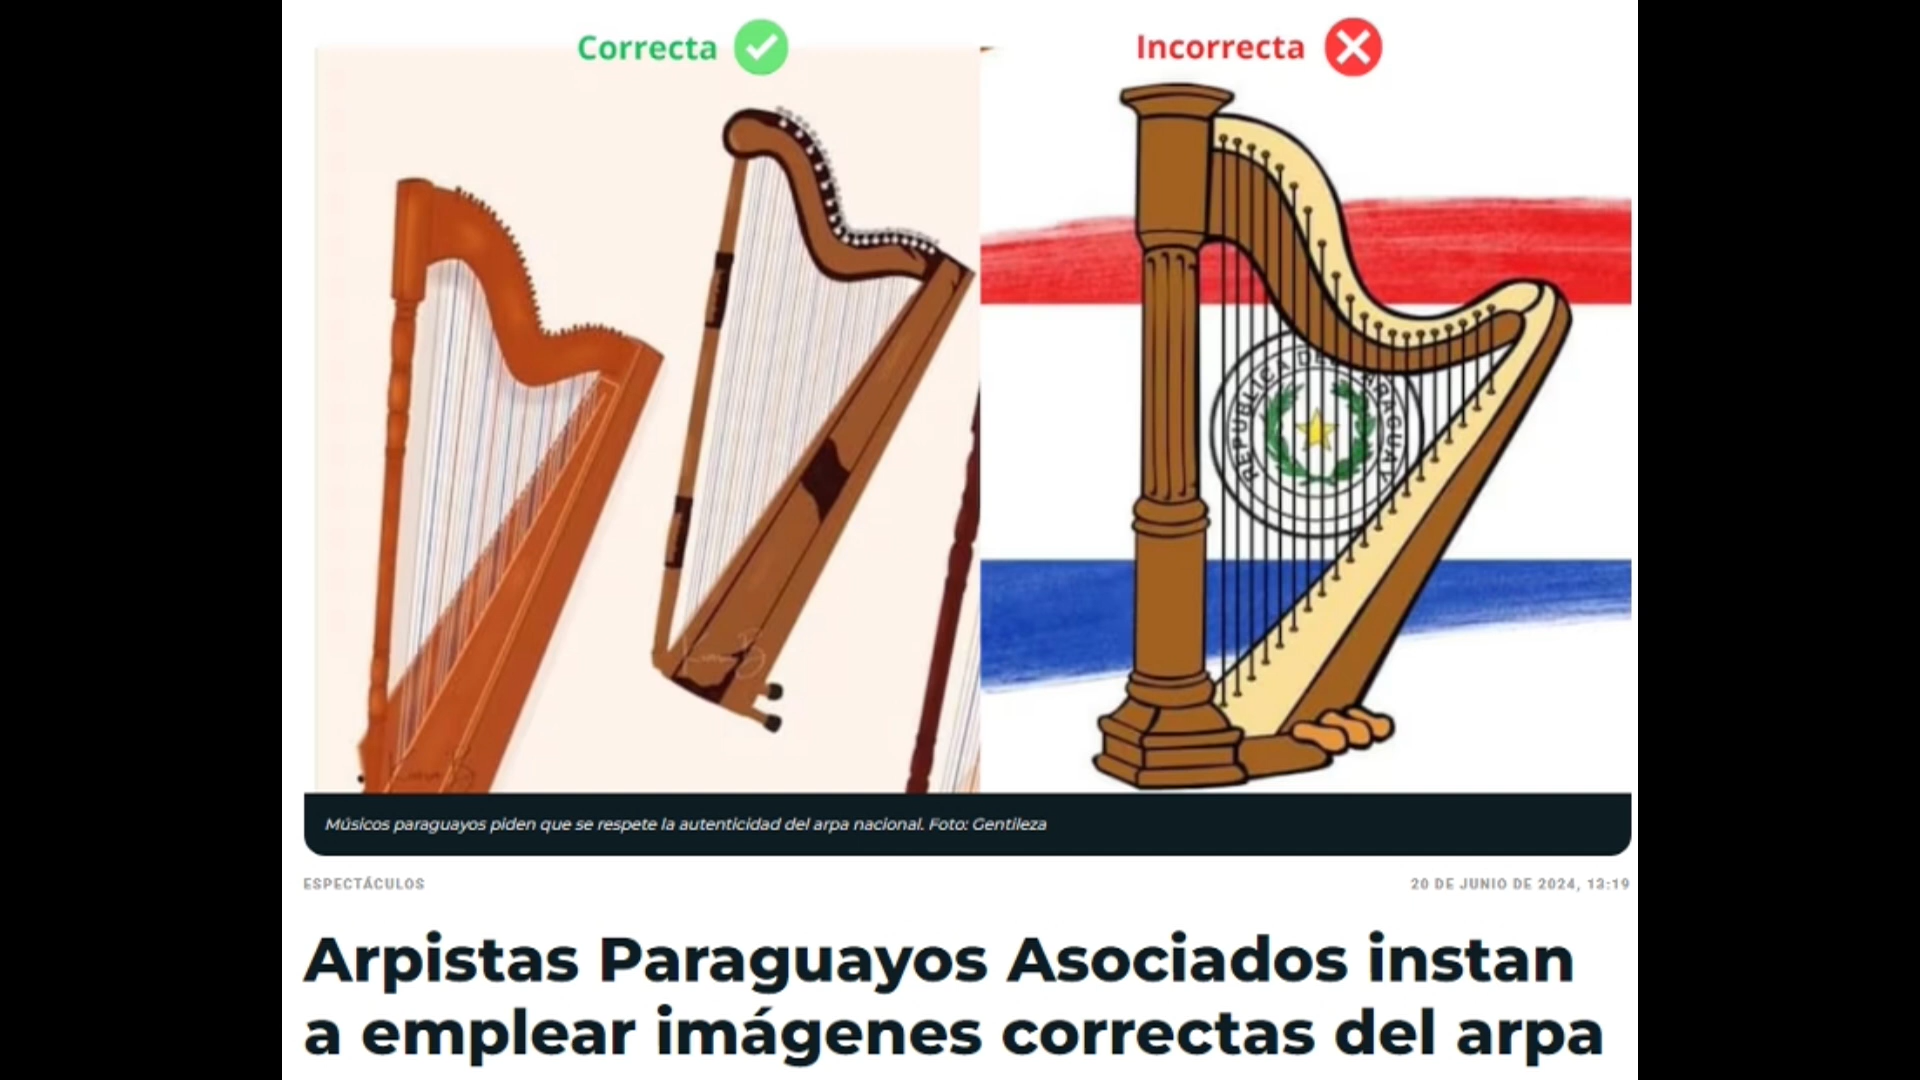 Correcta
Incorrecta
REPUBLICA DEL PARAGUAY
Músicos paraguayos piden que se respete la autenticidad del arpa nacional. Foto: Gentileza
ESPECTÁCULOS
20 DE JUNIO DE 2024, 13:19
Arpistas Paraguayos Asociados instan
a emplear imágenes correctas del arpa